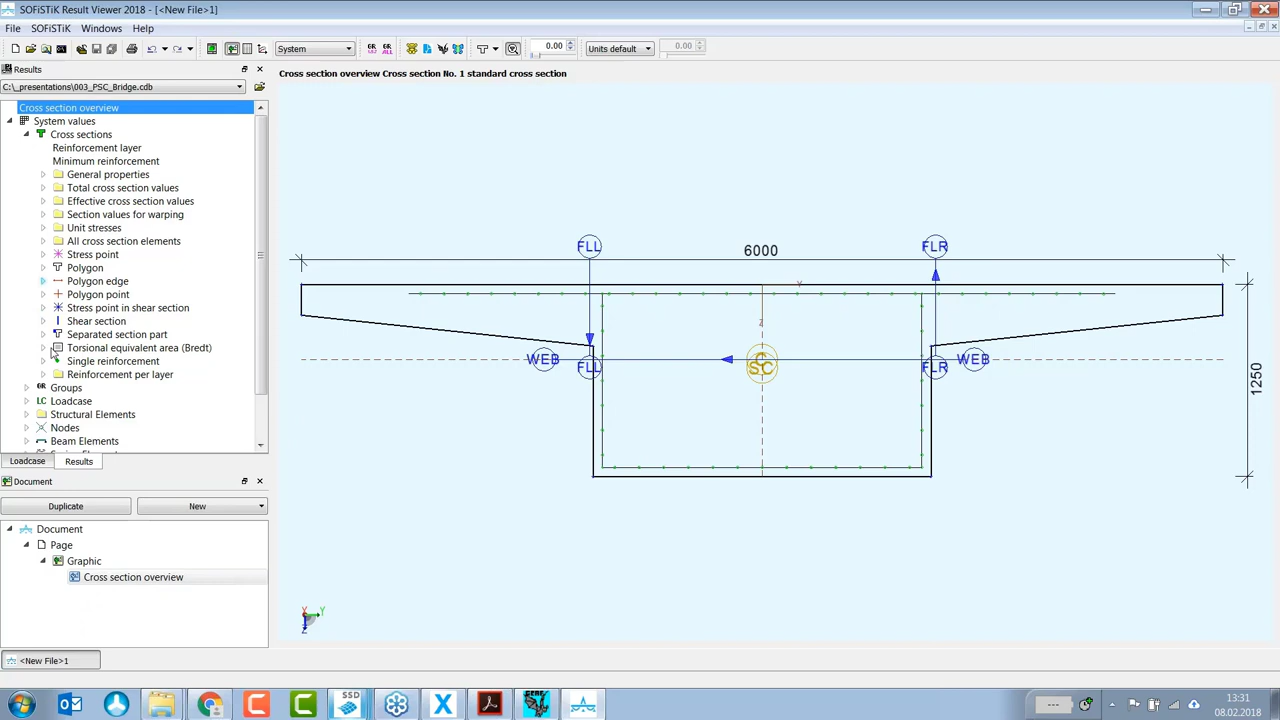 SOFiSTiK Result Viewer 2018 - [<New File>1]
File SOFiSTiK Windows Help
System 0.00 Units default 0.00
Results
C:\_presentations\003_PSC_Bridge.cdb
Cross section overview Cross section No. 1 standard cross section
Cross section overview
System values
Cross sections
Reinforcement layer
Minimum reinforcement
General properties
Total cross section values
Effective cross section values
Section values for warping
Unit stresses
All cross section elements
Stress point
Polygon
Polygon edge
Polygon point
Stress point in shear section
Shear section
Separated section part
Torsional equivalent area (Bredt)
Single reinforcement
Reinforcement per layer
Groups
LC Loadcase
Structural Elements
Nodes
Beam Elements
Loadcase Results
Document
Duplicate New
Document
Page
Graphic
Cross section overview
FLL FLR
6000
Y
Z
WEB C WEB
FLL SC FLR
1250
X Y
Z
<New File>1
SSD
---
13:31
08.02.2018